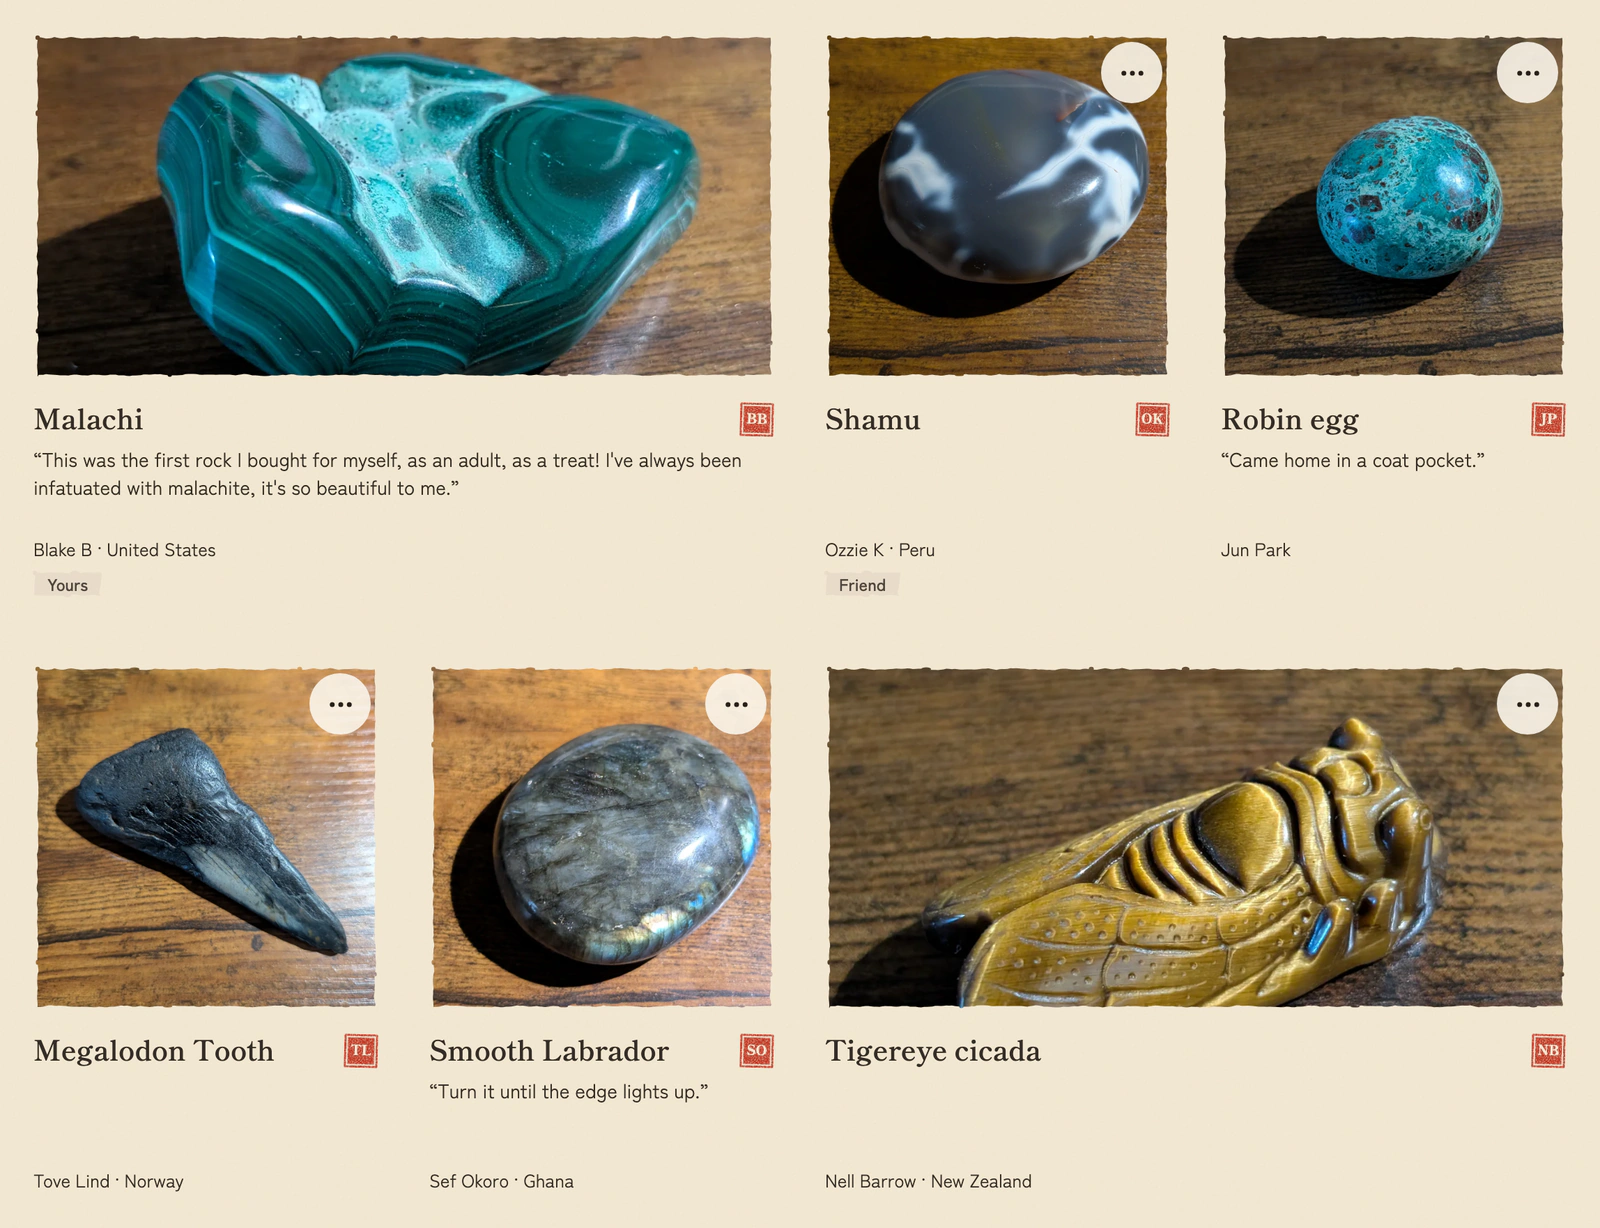 Malachi
BB
“This was the first rock I bought for myself, as an adult, as a treat! I've always been
infatuated with malachite, it's so beautiful to me.”
Blake B · United States
Yours
Shamu
OK
Ozzie K · Peru
Friend
Robin egg
JP
“Came home in a coat pocket.”
Jun Park
Megalodon Tooth
TL
Tove Lind · Norway
Smooth Labrador
SO
“Turn it until the edge lights up.”
Sef Okoro · Ghana
Tigereye cicada
NB
Nell Barrow · New Zealand